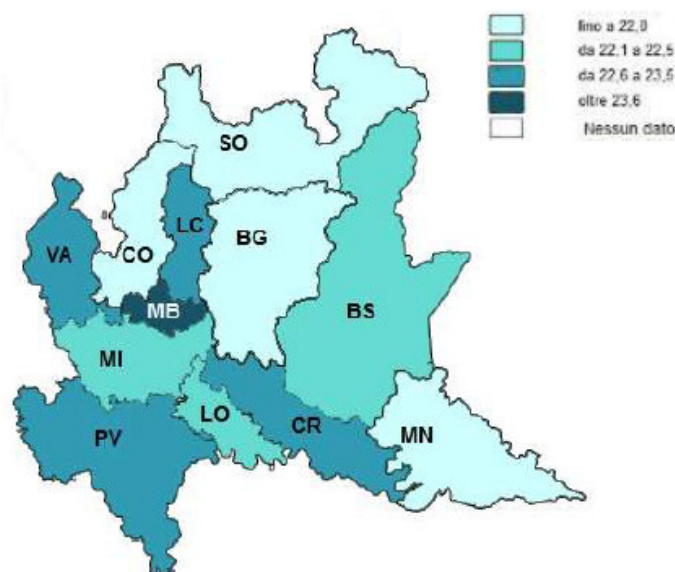 fino a 22,0
da 22,1 a 22,5
da 22,6 a 23,5
oltre 23,6
Nessun dato
SO
LC
BG
VA
CO
MB
BS
MI
LO
CR
MN
PV